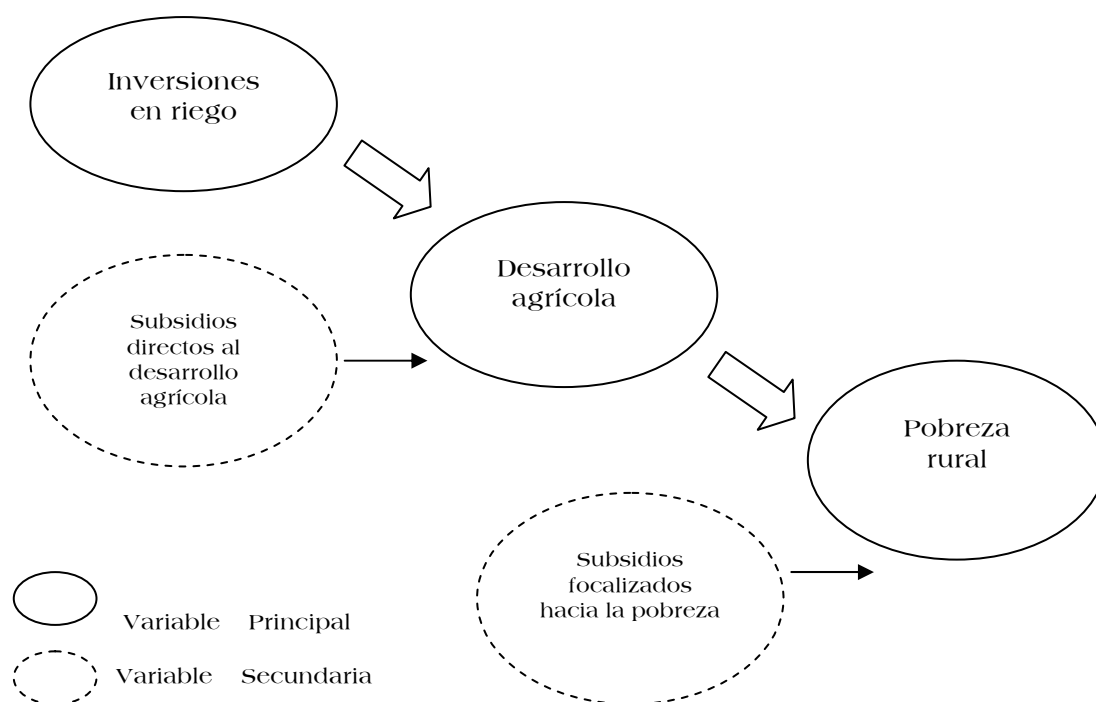 Inversiones
en riego
Desarrollo
agrícola
Subsidios
directos al
desarrollo
agrícola
Pobreza
rural
Subsidios
focalizados
hacia la pobreza
Variable Principal
Variable Secundaria